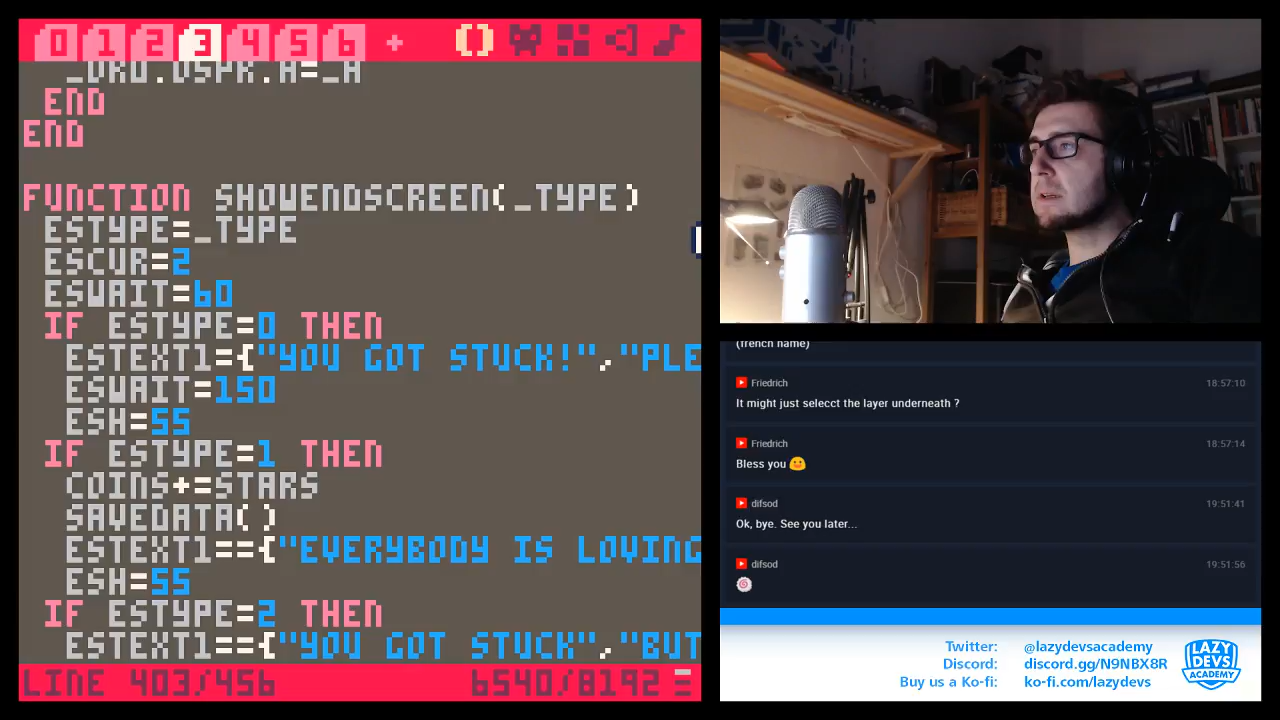 0 1 2 3 4 5 6 +
_DRO.DSPR.A=_A
END
END
FUNCTION SHOWENDSCREEN(_TYPE)
ESTYPE=_TYPE
ESCUR=2
ESWAIT=60
IF ESTYPE=0 THEN
ESTEXT1={"YOU GOT STUCK!","PLE
ESWAIT=150
ESH=55
IF ESTYPE=1 THEN
COINS+=STARS
SAVEDATA()
ESTEXT1=={"EVERYBODY IS LOVING
ESH=55
IF ESTYPE=2 THEN
ESTEXT1=={"YOU GOT STUCK","BUT
LINE 403/456 6540/8192
(french name)
Friedrich 18:57:10
It might just selecct the layer underneath ?
Friedrich 18:57:14
Bless you
difsod 19:51:41
Ok, bye. See you later...
difsod 19:51:56
Twitter: @lazydevsacademy
Discord: discord.gg/N9NBX8R
Buy us a Ko-fi: ko-fi.com/lazydevs
LAZY DEVS ACADEMY